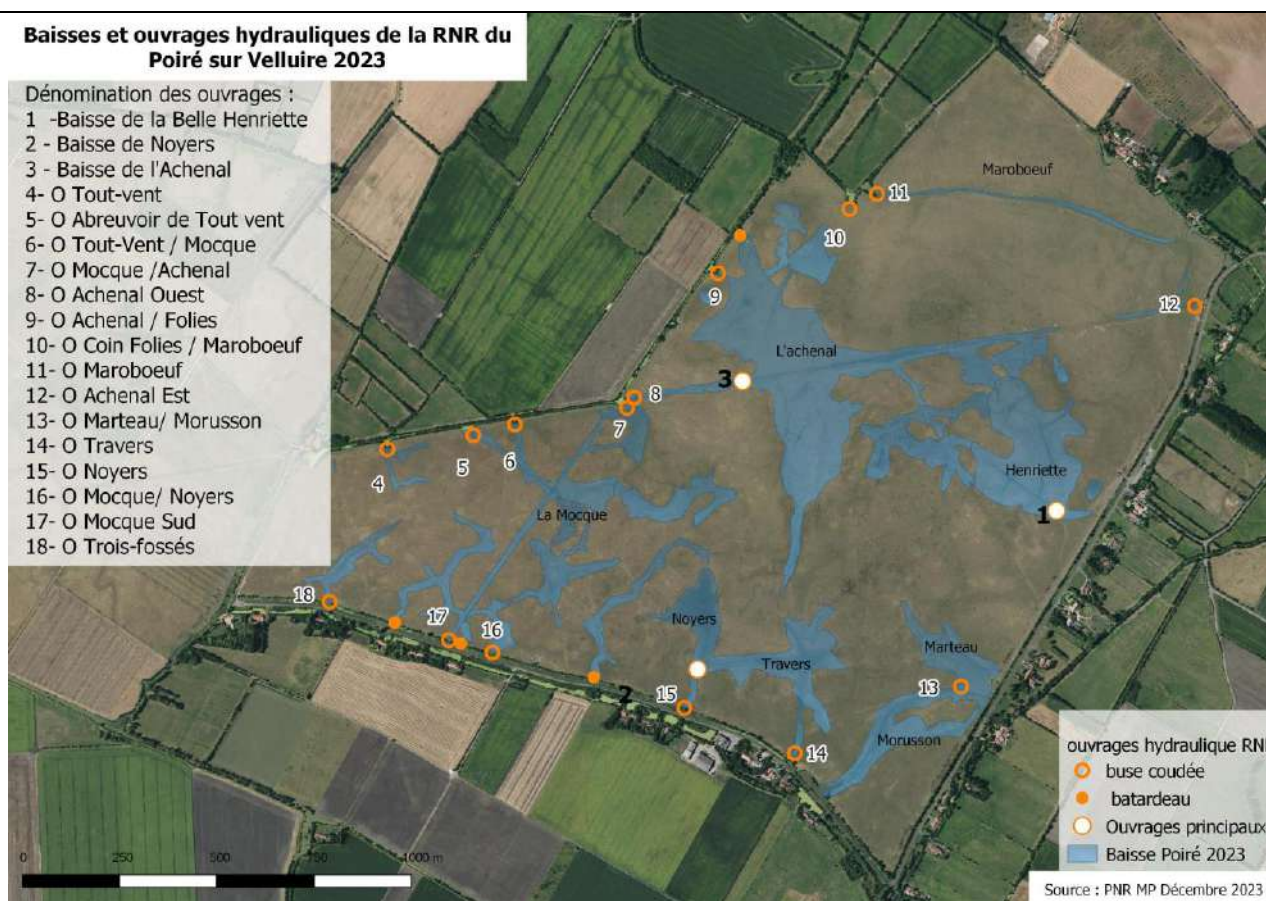 Baisses et ouvrages hydrauliques de la RNR du
Poiré sur Velluire 2023
Dénomination des ouvrages :
1 -Baisse de la Belle Henriette
2 - Baisse de Noyers
3 - Baisse de l'Achenal
4- O Tout-vent
5- O Abreuvoir de Tout vent
6- O Tout-Vent / Mocque
7- O Mocque /Achenal
8- O Achenal Ouest
9- O Achenal / Folies
10- O Coin Folies / Maroboeuf
11- O Maroboeuf
12- O Achenal Est
13- O Marteau/ Morusson
14- O Travers
15- O Noyers
16- O Mocque/ Noyers
17- O Mocque Sud
18- O Trois-fossés
Maroboeuf
11
10
9
12
L'achenal
3
8
7
6
5
4
Henriette
1
La Mocque
18
17
16
Noyers
Travers
Marteau
13
2
15
14
Morusson
ouvrages hydraulique RNR
buse coudée
batardeau
Ouvrages principaux
Baisse Poiré 2023
0 250 500 750 1000 m
Source : PNR MP Décembre 2023